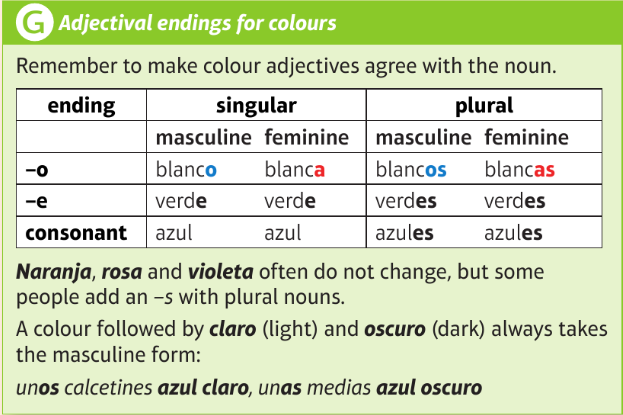 G Adjectival endings for colours
Remember to make colour adjectives agree with the noun.
ending singular plural
masculine feminine masculine feminine
–o blanco blanca blancos blancas
–e verde verde verdes verdes
consonant azul azul azules azules
Naranja, rosa and violeta often do not change, but some
people add an –s with plural nouns.
A colour followed by claro (light) and oscuro (dark) always takes
the masculine form:
unos calcetines azul claro, unas medias azul oscuro